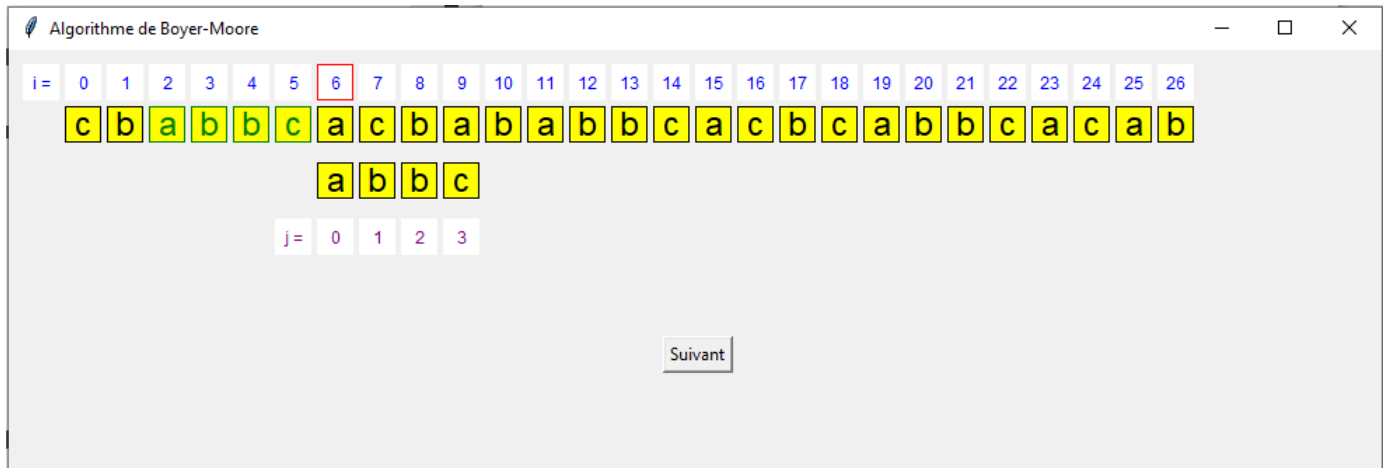 Algorithme de Boyer-Moore
i = 0 1 2 3 4 5 6 7 8 9 10 11 12 13 14 15 16 17 18 19 20 21 22 23 24 25 26
c b a b b c a c b a b a b b c a c b c a b b c a c a b
a b b c
j = 0 1 2 3
Suivant